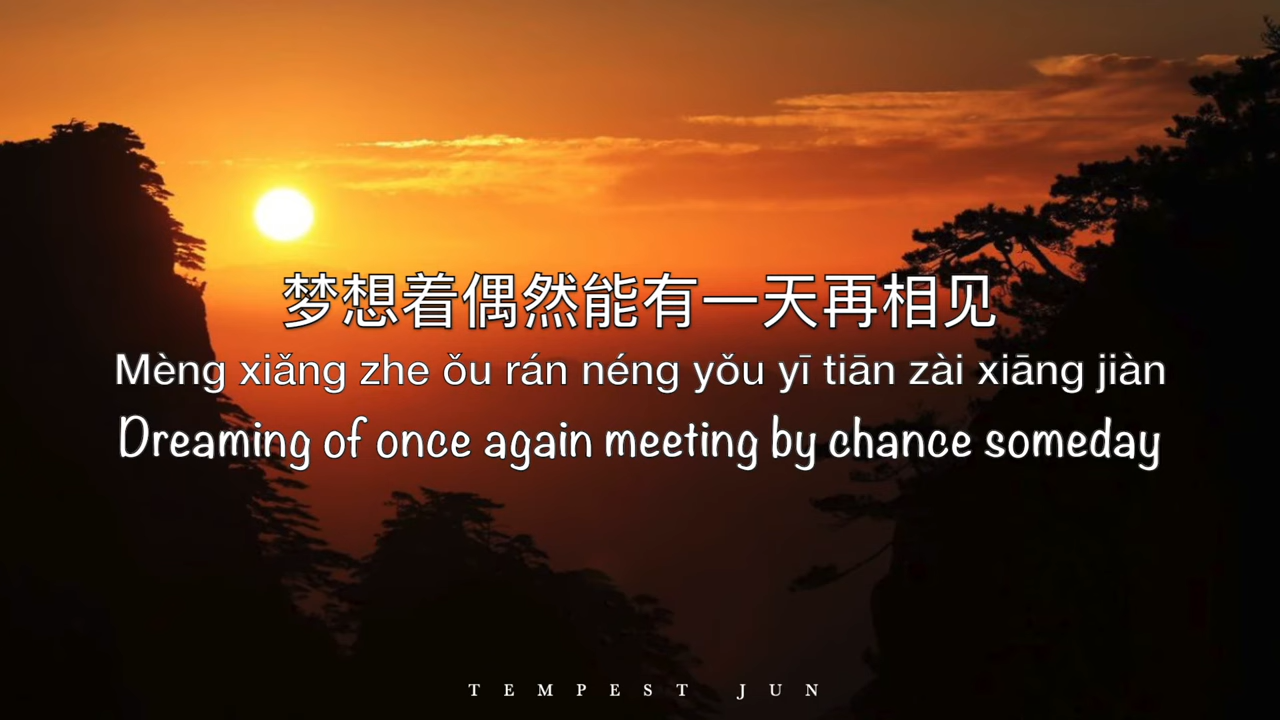 梦想着偶然能有一天再相见
Mèng xiǎng zhe ǒu rán néng yǒu yī tiān zài xiāng jiàn
Dreaming of once again meeting by chance someday
TEMPEST JUN